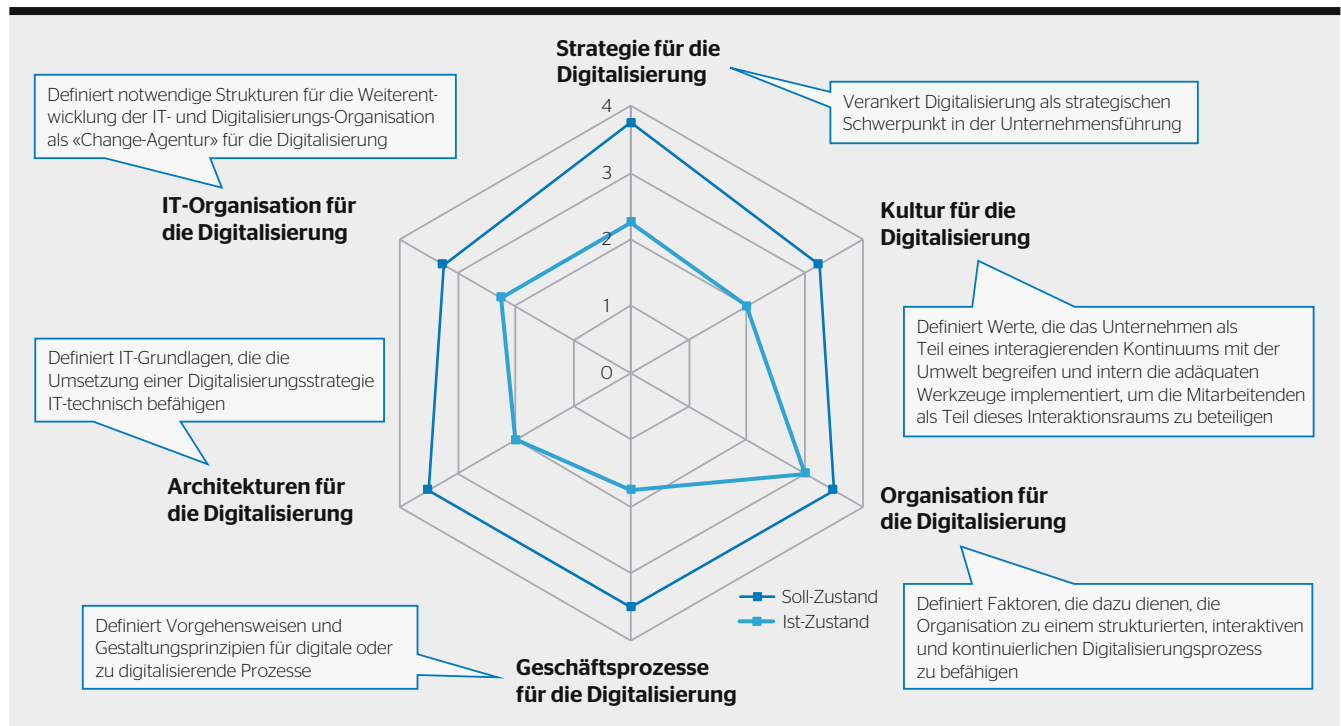 Strategie für die
Digitalisierung
Definiert notwendige Strukturen für die Weiterent-
wicklung der IT- und Digitalisierungs-Organisation
als «Change-Agentur» für die Digitalisierung
Verankert Digitalisierung als strategischen
Schwerpunkt in der Unternehmensführung
IT-Organisation für
die Digitalisierung
Kultur für die
Digitalisierung
4
3
2
1
0
Definiert IT-Grundlagen, die die
Umsetzung einer Digitalisierungsstrategie
IT-technisch befähigen
Definiert Werte, die das Unternehmen als
Teil eines interagierenden Kontinuums mit der
Umwelt begreifen und intern die adäquaten
Werkzeuge implementiert, um die Mitarbeitenden
als Teil dieses Interaktionsraums zu beteiligen
Architekturen für
die Digitalisierung
Organisation für
die Digitalisierung
Soll-Zustand
Ist-Zustand
Definiert Vorgehensweisen und
Gestaltungsprinzipien für digitale oder
zu digitalisierende Prozesse
Definiert Faktoren, die dazu dienen, die
Organisation zu einem strukturierten, interaktiven
und kontinuierlichen Digitalisierungsprozess
zu befähigen
Geschäftsprozesse
für die Digitalisierung